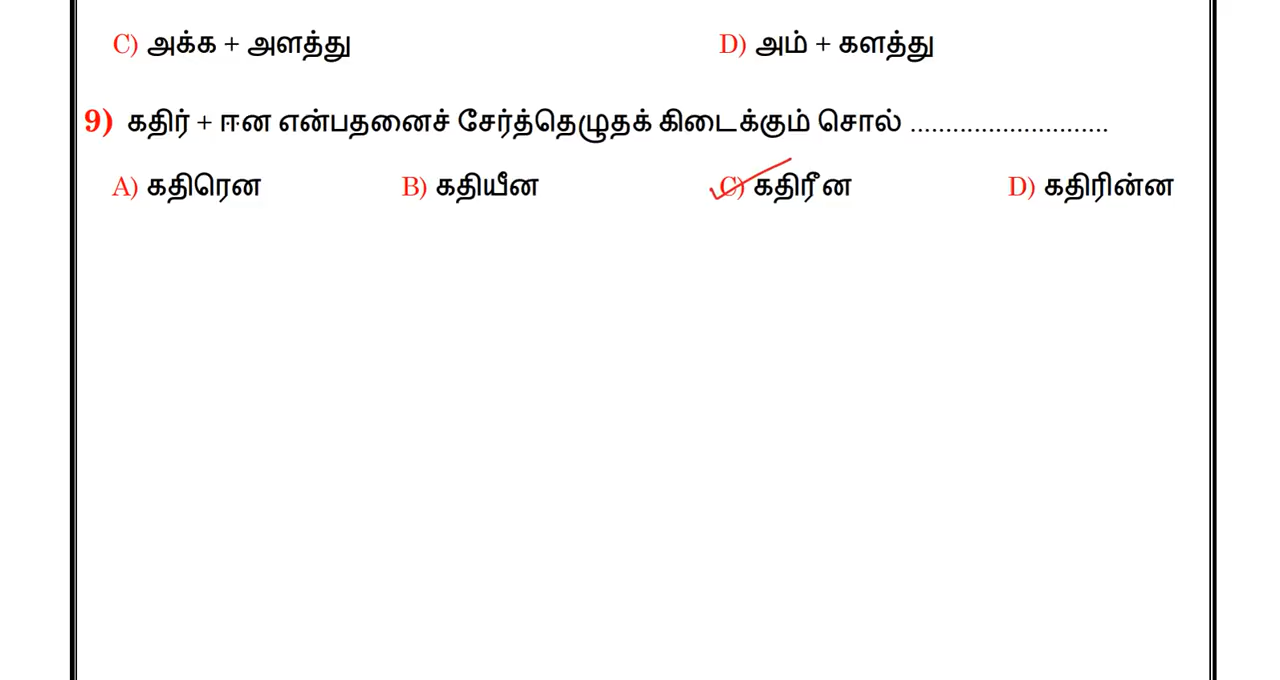 C) அக்க + அளத்து D) அம் + களத்து
9) கதிர் + ஈன என்பதனைச் சேர்த்தெழுதக் கிடைக்கும் சொல் ............................
A) கதிரென B) கதியீன C) கதிரீன D) கதிரின்ன